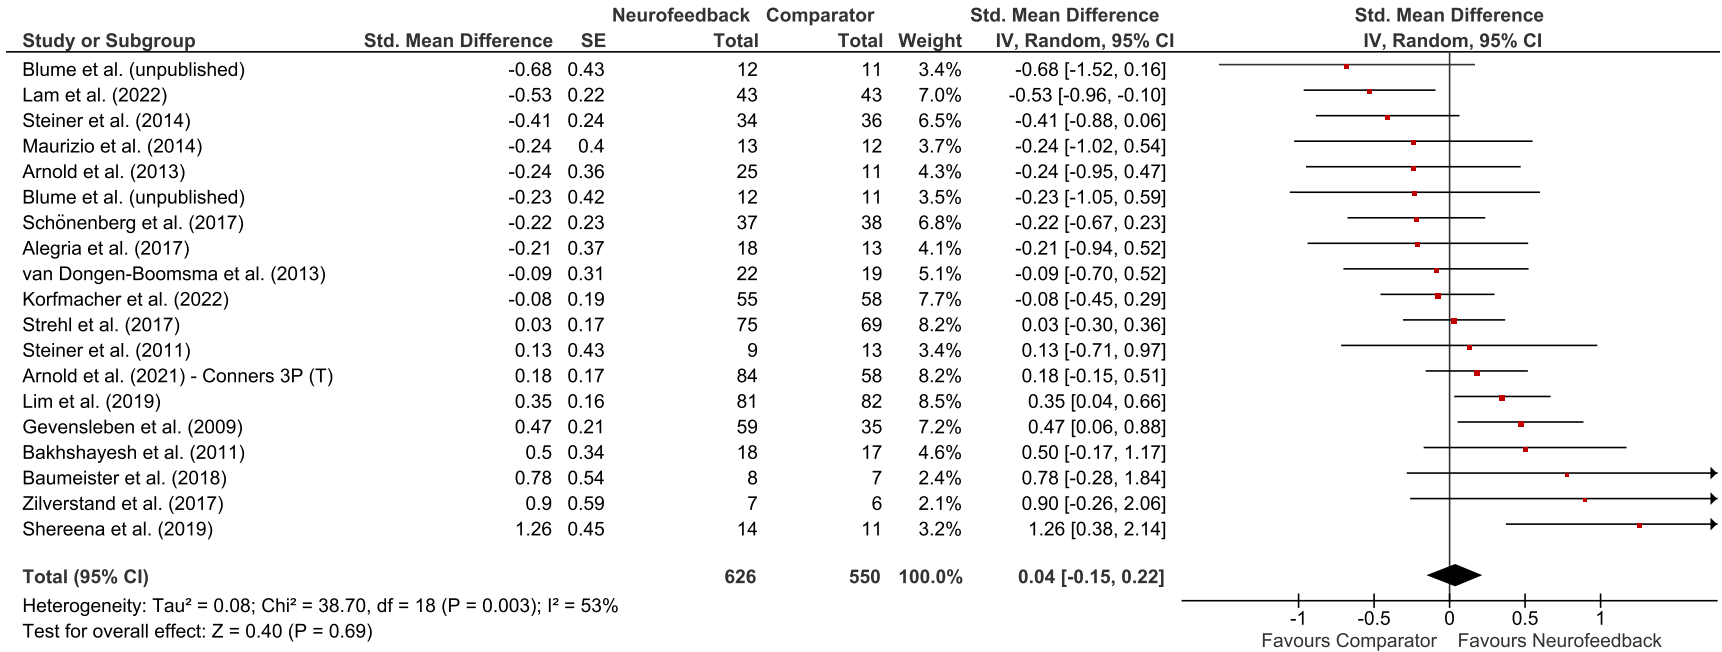 Neurofeedback Comparator Std. Mean Difference Std. Mean Difference
Study or Subgroup Std. Mean Difference SE Total Total Weight IV, Random, 95% CI IV, Random, 95% CI
Blume et al. (unpublished) -0.68 0.43 12 11 3.4% -0.68 [-1.52, 0.16]
Lam et al. (2022) -0.53 0.22 43 43 7.0% -0.53 [-0.96, -0.10]
Steiner et al. (2014) -0.41 0.24 34 36 6.5% -0.41 [-0.88, 0.06]
Maurizio et al. (2014) -0.24 0.4 13 12 3.7% -0.24 [-1.02, 0.54]
Arnold et al. (2013) -0.24 0.36 25 11 4.3% -0.24 [-0.95, 0.47]
Blume et al. (unpublished) -0.23 0.42 12 11 3.5% -0.23 [-1.05, 0.59]
Schönenberg et al. (2017) -0.22 0.23 37 38 6.8% -0.22 [-0.67, 0.23]
Alegria et al. (2017) -0.21 0.37 18 13 4.1% -0.21 [-0.94, 0.52]
van Dongen-Boomsma et al. (2013) -0.09 0.31 22 19 5.1% -0.09 [-0.70, 0.52]
Korfmacher et al. (2022) -0.08 0.19 55 58 7.7% -0.08 [-0.45, 0.29]
Strehl et al. (2017) 0.03 0.17 75 69 8.2% 0.03 [-0.30, 0.36]
Steiner et al. (2011) 0.13 0.43 9 13 3.4% 0.13 [-0.71, 0.97]
Arnold et al. (2021) - Conners 3P (T) 0.18 0.17 84 58 8.2% 0.18 [-0.15, 0.51]
Lim et al. (2019) 0.35 0.16 81 82 8.5% 0.35 [0.04, 0.66]
Gevensleben et al. (2009) 0.47 0.21 59 35 7.2% 0.47 [0.06, 0.88]
Bakhshayesh et al. (2011) 0.5 0.34 18 17 4.6% 0.50 [-0.17, 1.17]
Baumeister et al. (2018) 0.78 0.54 8 7 2.4% 0.78 [-0.28, 1.84]
Zilverstand et al. (2017) 0.9 0.59 7 6 2.1% 0.90 [-0.26, 2.06]
Shereena et al. (2019) 1.26 0.45 14 11 3.2% 1.26 [0.38, 2.14]
Total (95% CI) 626 550 100.0% 0.04 [-0.15, 0.22]
Heterogeneity: Tau² = 0.08; Chi² = 38.70, df = 18 (P = 0.003); I² = 53%
Test for overall effect: Z = 0.40 (P = 0.69)
-1 -0.5 0 0.5 1
Favours Comparator Favours Neurofeedback